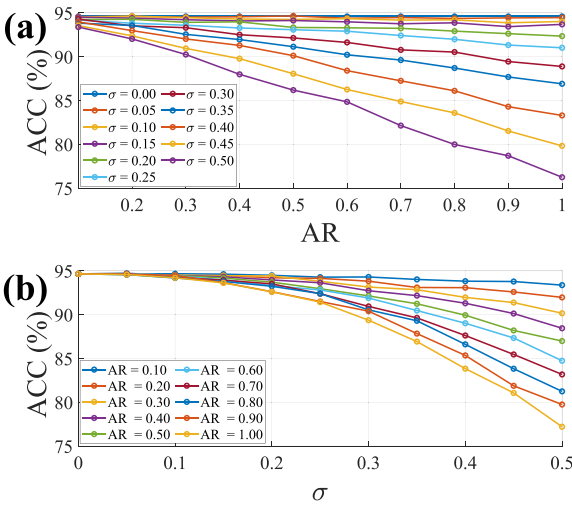 (a)
ACC (%)
95
90
85
80
75
σ = 0.00
σ = 0.05
σ = 0.10
σ = 0.15
σ = 0.20
σ = 0.25
σ = 0.30
σ = 0.35
σ = 0.40
σ = 0.45
σ = 0.50
0.2 0.3 0.4 0.5 0.6 0.7 0.8 0.9 1
AR
(b)
ACC (%)
95
90
85
80
75
AR = 0.10
AR = 0.20
AR = 0.30
AR = 0.40
AR = 0.50
AR = 0.60
AR = 0.70
AR = 0.80
AR = 0.90
AR = 1.00
0 0.1 0.2 0.3 0.4 0.5
σ